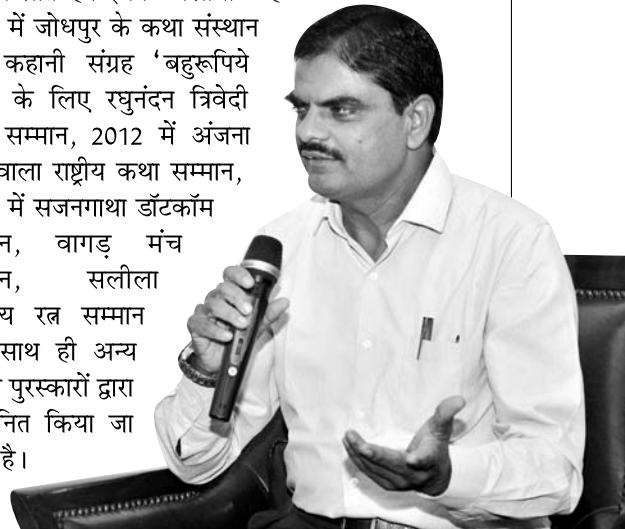 में जोधपुर के कथा संस्थान
कहानी संग्रह ‘बहुरूपिये
के लिए रघुनंदन त्रिवेदी
सम्मान, 2012 में अंजना
वाला राष्ट्रीय कथा सम्मान,
में सजनगाथा डॉटकॉम
न, वागड़ मंच
न, सलीला
य रत्न सम्मान
साथ ही अन्य
पुरस्कारों द्वारा
नित किया जा
है।